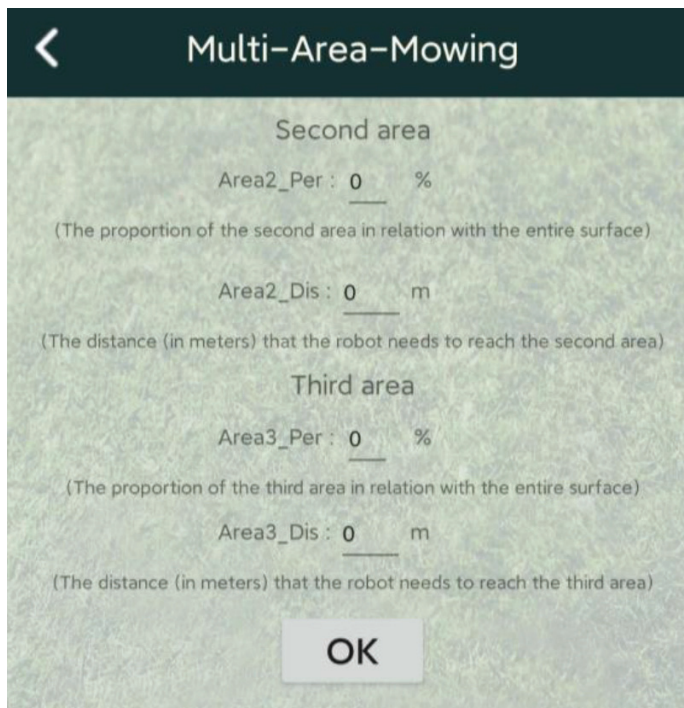 Multi-Area-Mowing
Second area
Area2_Per : 0 %
(The proportion of the second area in relation with the entire surface)
Area2_Dis : 0 m
(The distance (in meters) that the robot needs to reach the second area)
Third area
Area3_Per : 0 %
(The proportion of the third area in relation with the entire surface)
Area3_Dis : 0 m
(The distance (in meters) that the robot needs to reach the third area)
OK